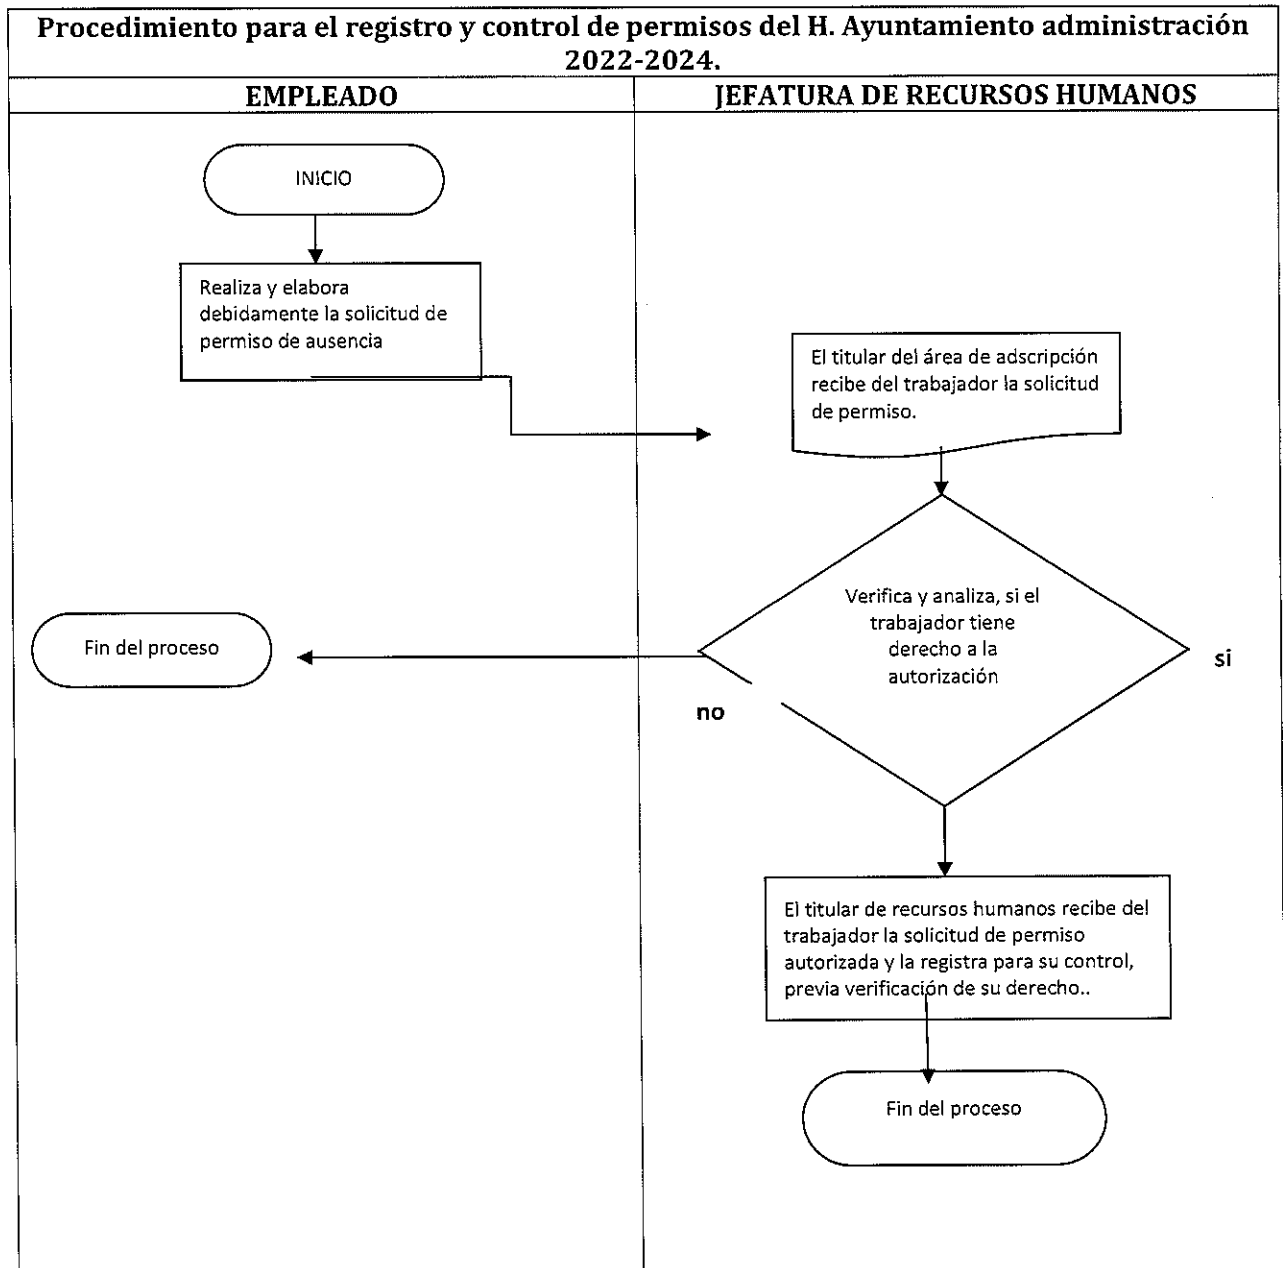 Procedimiento para el registro y control de permisos del H. Ayuntamiento administración
2022-2024.
EMPLEADO
JEFATURA DE RECURSOS HUMANOS
INICIO
Realiza y elabora
debidamente la solicitud de
permiso de ausencia
El titular del área de adscripción
recibe del trabajador la solicitud
de permiso.
Verifica y analiza, si el
trabajador tiene
derecho a la
autorización
Fin del proceso
si
no
El titular de recursos humanos recibe del
trabajador la solicitud de permiso
autorizada y la registra para su control,
previa verificación de su derecho..
Fin del proceso